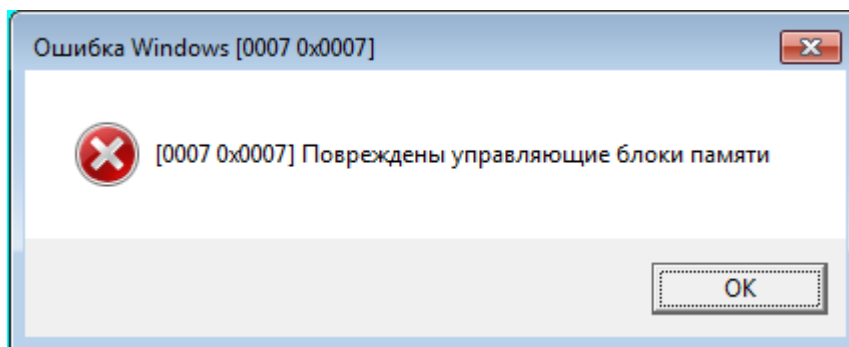 Ошибка Windows [0007 0x0007]
[0007 0x0007] Повреждены управляющие блоки памяти
OK